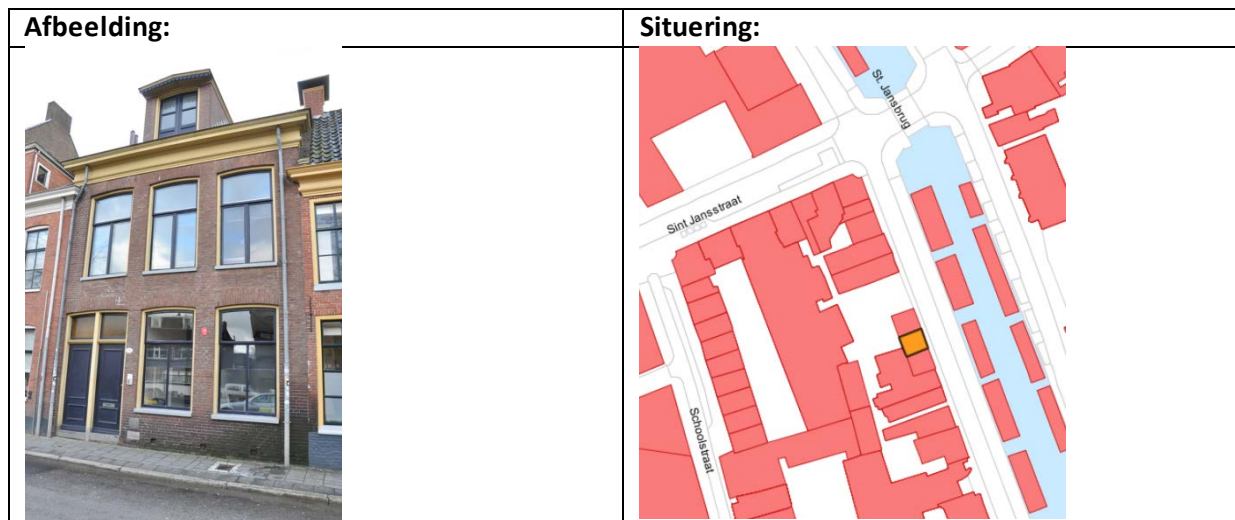 Afbeelding:
Situering:
St. Jansbrug
Sint Jansstraat
Schoolstraat